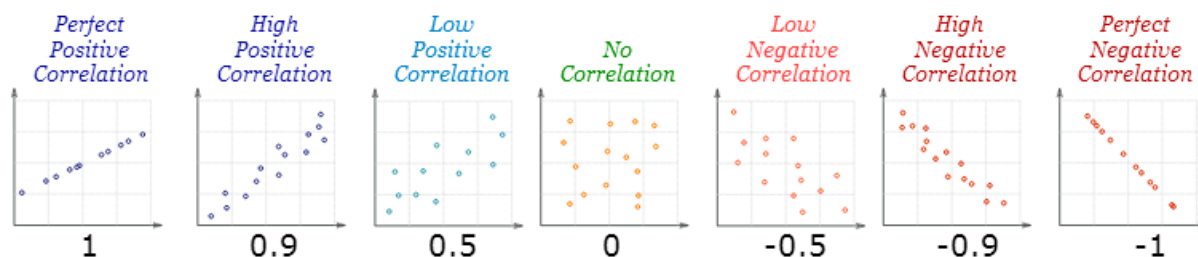 Perfect
Positive
Correlation
High
Positive
Correlation
Low
Positive
Correlation
No
Correlation
Low
Negative
Correlation
High
Negative
Correlation
Perfect
Negative
Correlation
1
0.9
0.5
0
-0.5
-0.9
-1